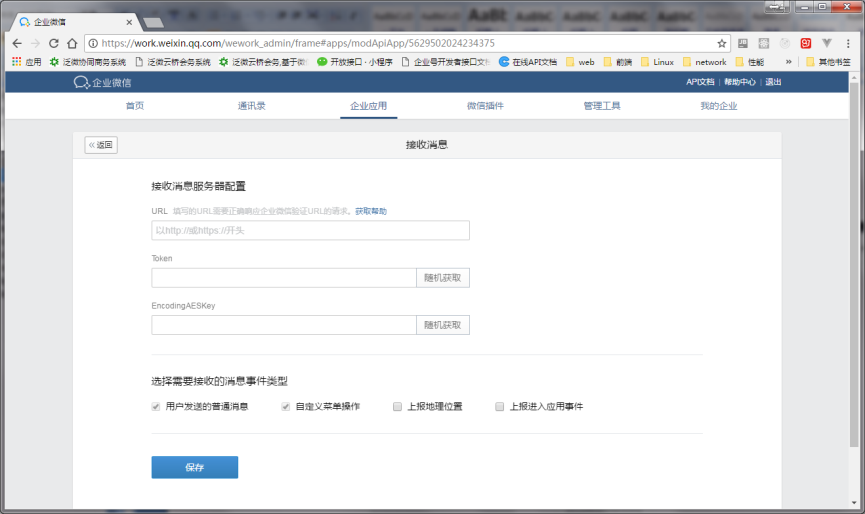 企业微信
https://work.weixin.qq.com/wework_admin/frame#apps/modApiApp/5629502024234375
应用 泛微协同商务系统 泛微云桥会务系统 泛微云桥会务,基于微 开放接口 · 小程序 企业号开发者接口文档 在线API文档 web 前端 Linux network 性能 » 其他书签
企业微信 API文档 | 帮助中心 | 退出
首页 通讯录 企业应用 微信插件 管理工具 我的企业
«返回 接收消息
接收消息服务器配置
URL 填写的URL需要正确响应企业微信验证URL的请求。获取帮助
以http://或https://开头
Token
随机获取
EncodingAESKey
随机获取
选择需要接收的消息事件类型
用户发送的普通消息 自定义菜单操作 上报地理位置 上报进入应用事件
保存